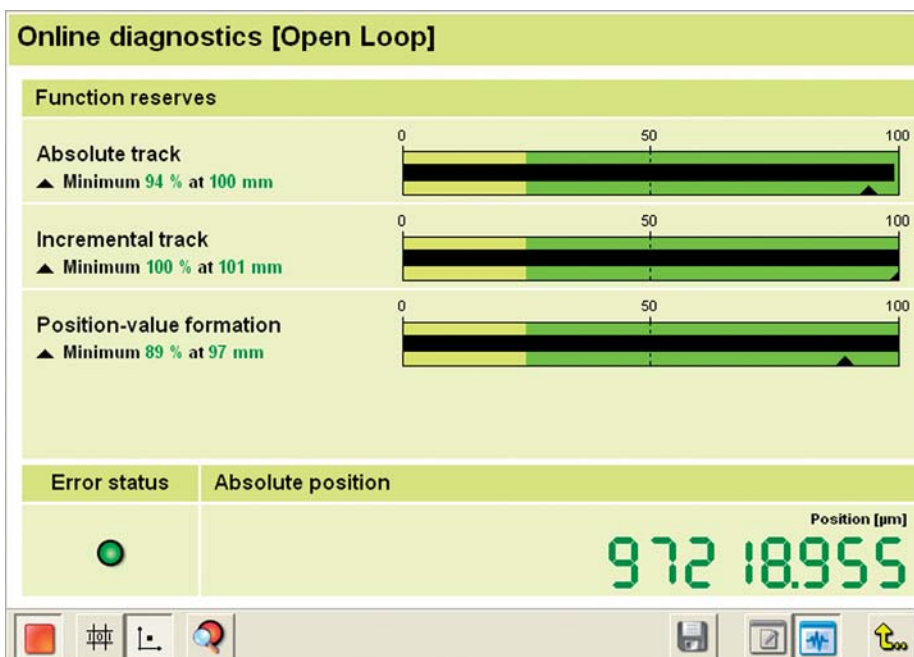 Online diagnostics [Open Loop]
Function reserves
0 50 100
Absolute track
Minimum 94 % at 100 mm
0 50 100
Incremental track
Minimum 100 % at 101 mm
0 50 100
Position-value formation
Minimum 89 % at 97 mm
Error status Absolute position
Position [µm]
97218.955